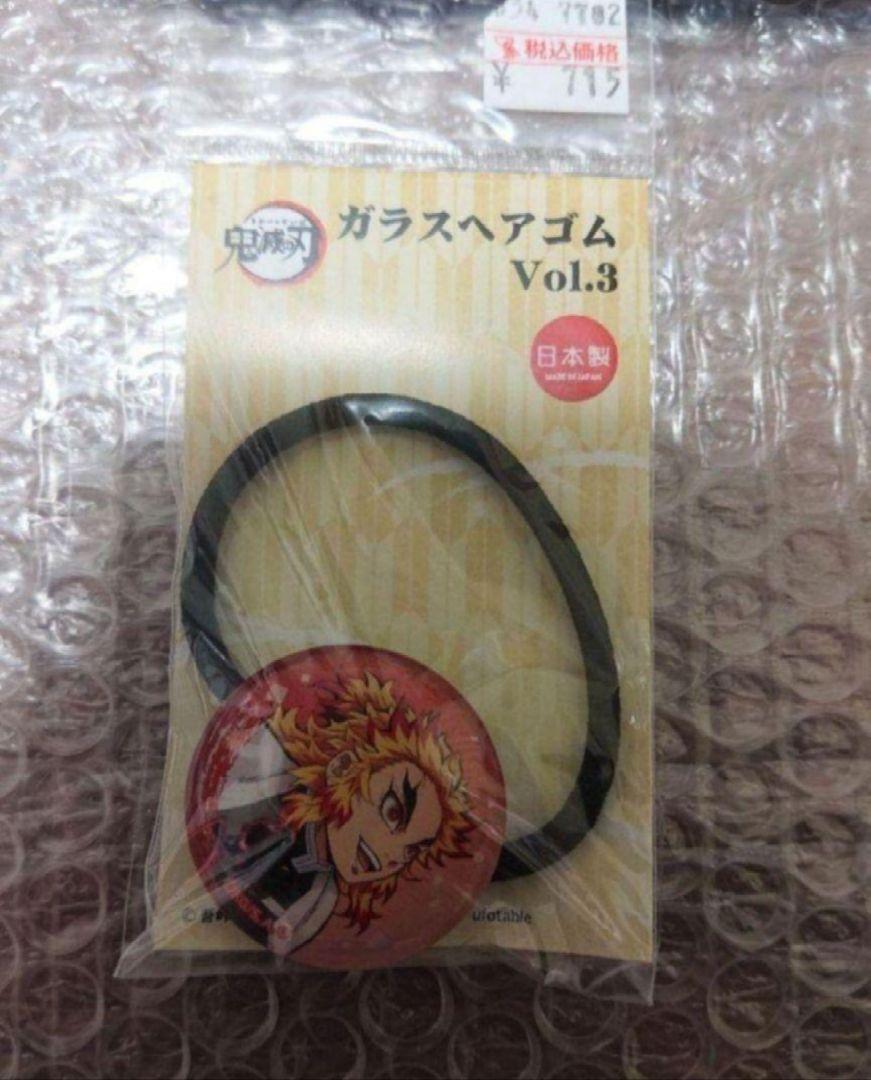 7702
税込価格
¥ 715
鬼滅の刃
ガラスヘアゴム
Vol.3
日本製
MADE IN JAPAN
©
ufotable